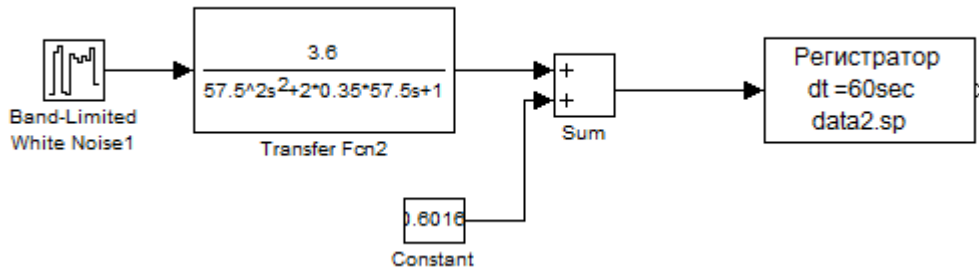 3.6
57.5^2s²+2*0.35*57.5s+1
Band-Limited
White Noise1
Transfer Fcn2
+
+
Sum
0.6016
Constant
Регистратор
dt =60sec
data2.sp